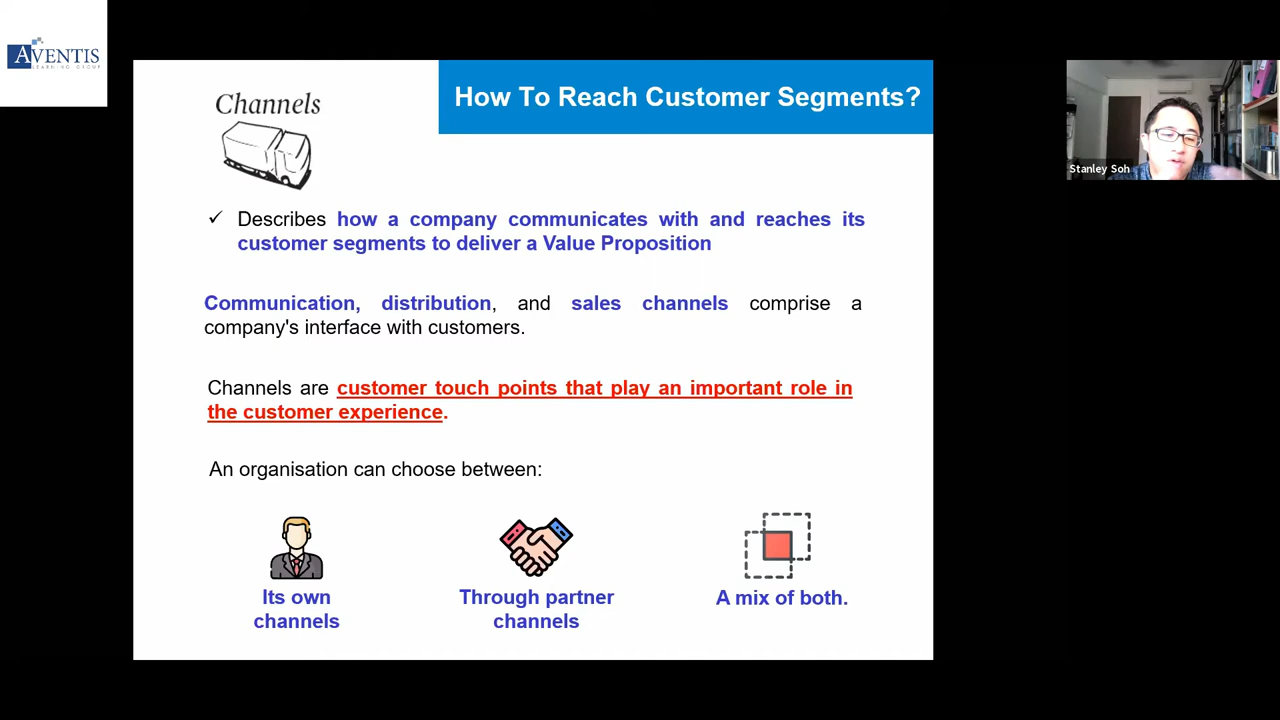 AVENTIS
LEARNING GROUP
Channels
How To Reach Customer Segments?
Stanley Soh
✓ Describes how a company communicates with and reaches its
customer segments to deliver a Value Proposition
Communication, distribution, and sales channels comprise a
company's interface with customers.
Channels are customer touch points that play an important role in
the customer experience.
An organisation can choose between:
Its own
channels
Through partner
channels
A mix of both.